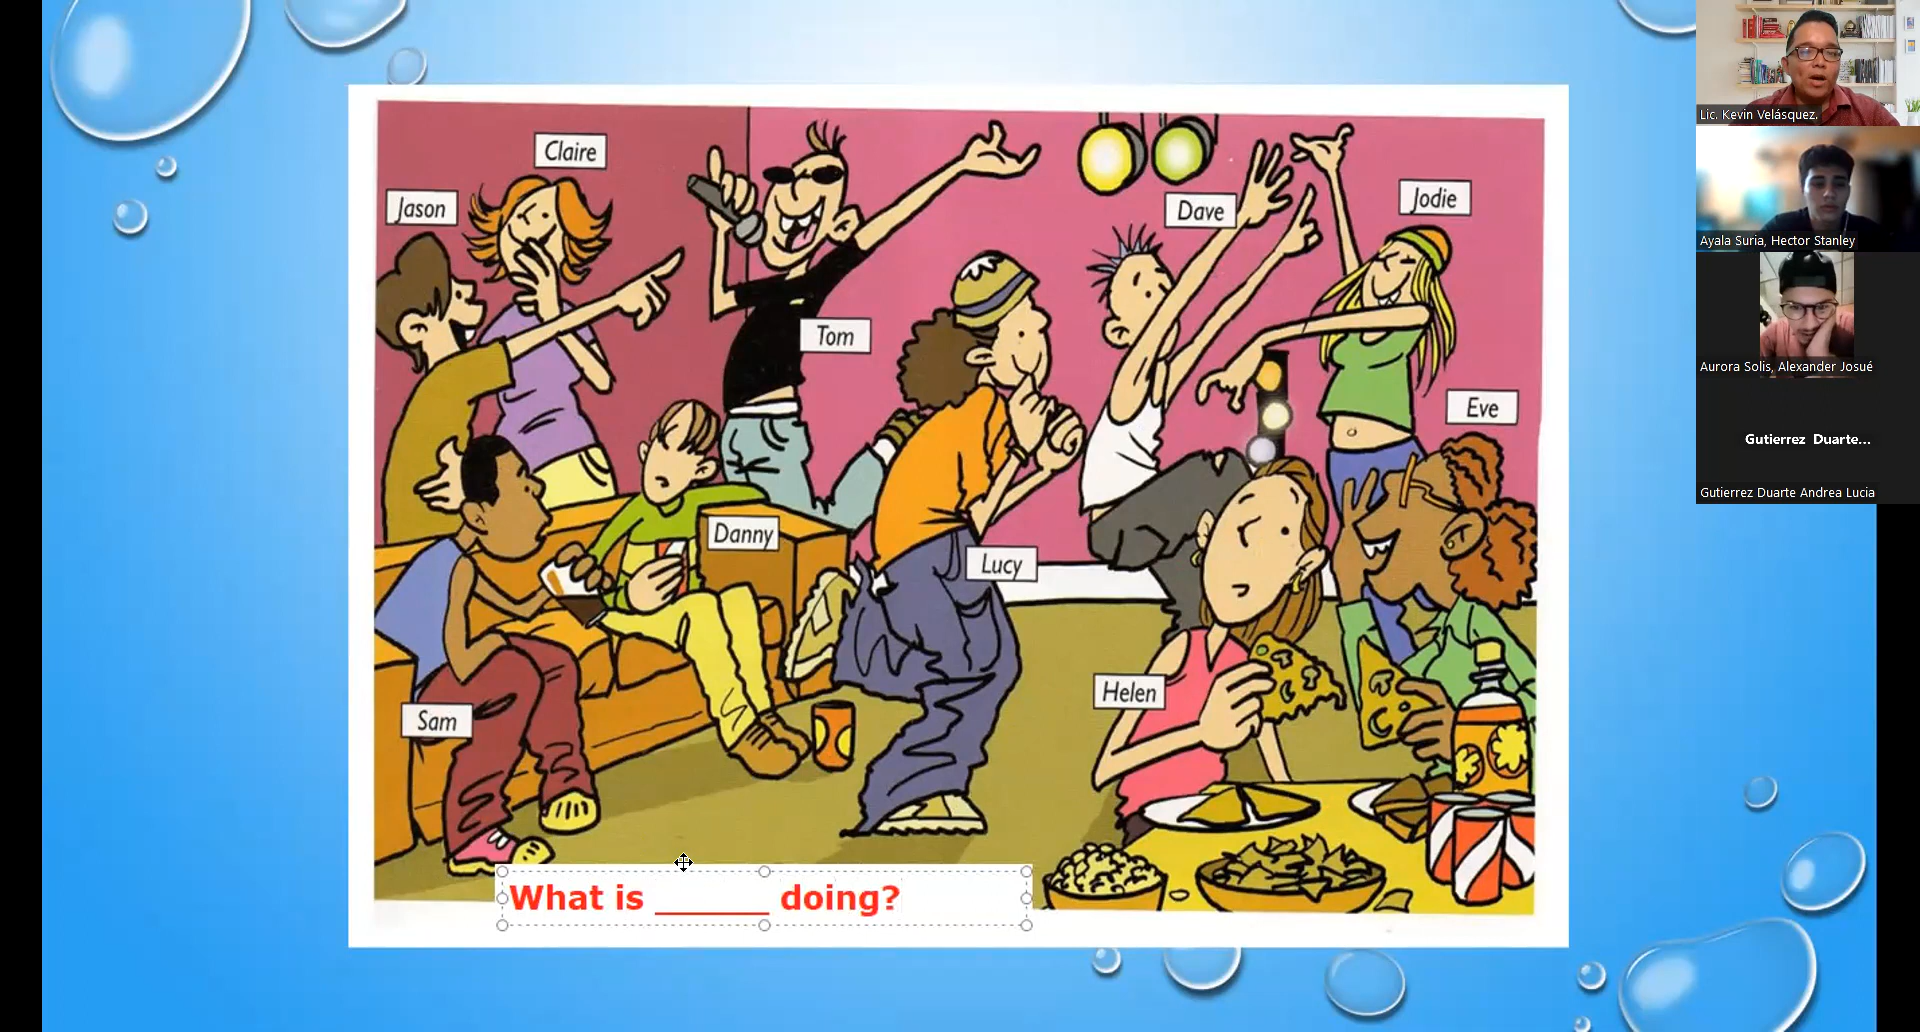 Claire
Jason
Dave
Jodie
Tom
Eve
Danny
Lucy
Helen
Sam
What is ______ doing?
Lic. Kevin Velásquez.
Ayala Suria, Hector Stanley
Aurora Solis, Alexander Josué
Gutierrez Duarte...
Gutierrez Duarte Andrea Lucia